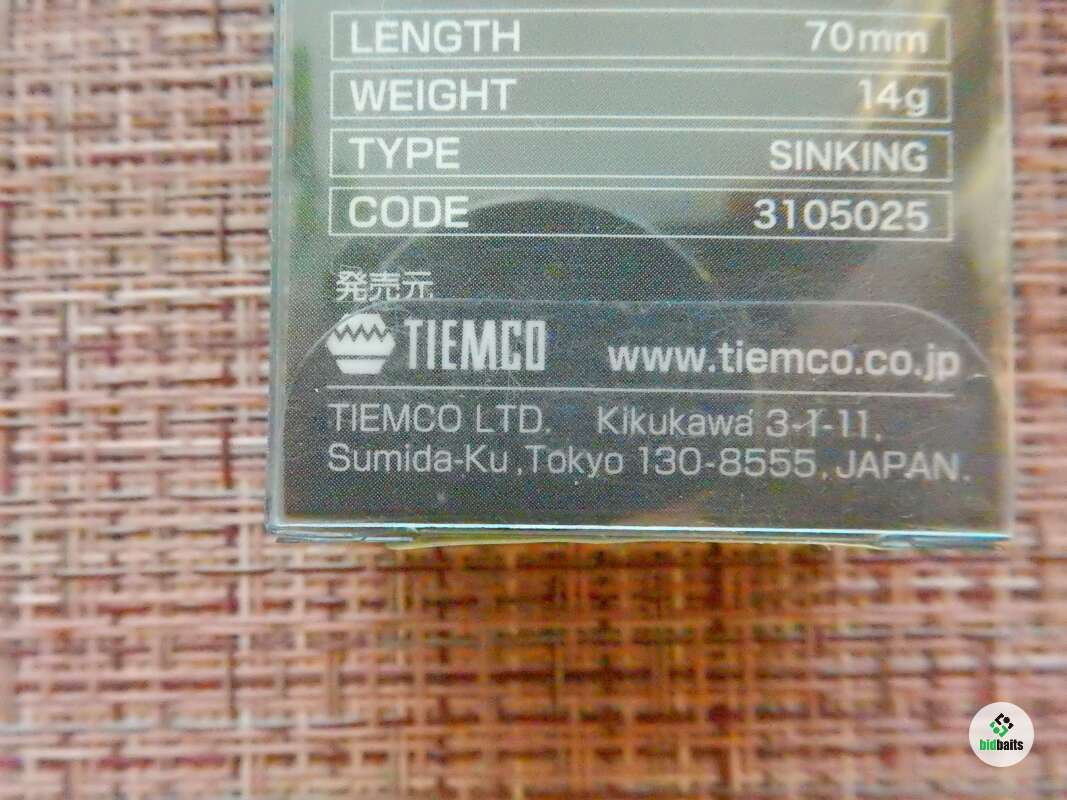 LENGTH 70mm
WEIGHT 14g
TYPE SINKING
CODE 3105025
発売元
TIEMCO www.tiemco.co.jp
TIEMCO LTD. Kikukawa 3-1-11,
Sumida-Ku, Tokyo 130-8555, JAPAN.
bidbaits